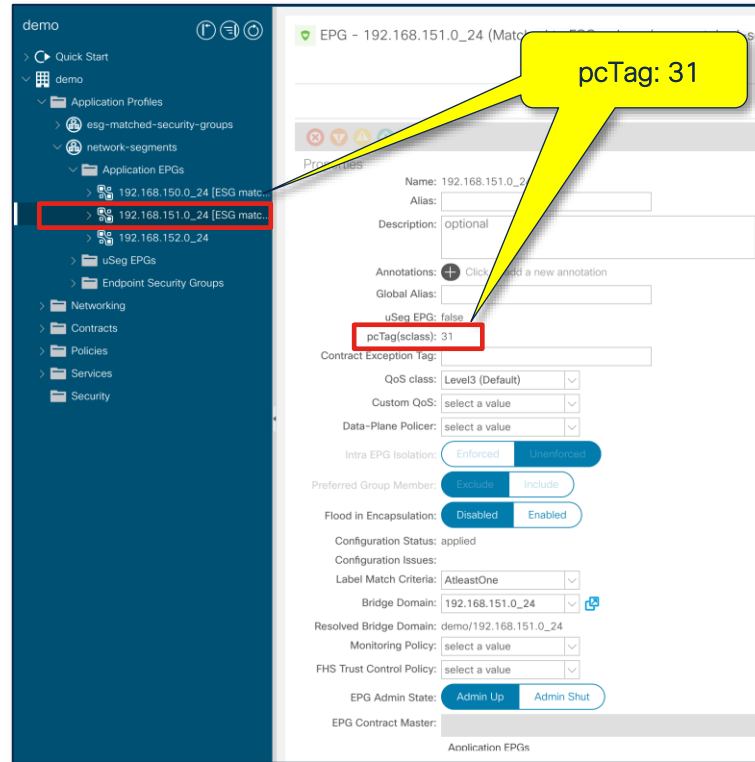 demo
Quick Start
demo
Application Profiles
esg-matched-security-groups
network-segments
Application EPGs
192.168.150.0_24 [ESG matc...
192.168.151.0_24 [ESG matc...
192.168.152.0_24
uSeg EPGs
Endpoint Security Groups
Networking
Contracts
Policies
Services
Security
EPG - 192.168.151.0_24 (Matched
pcTag: 31
Properties
Name: 192.168.151.0_2
Alias:
Description: optional
Annotations: Click add a new annotation
Global Alias:
uSeg EPG: false
pcTag(sclass): 31
Contract Exception Tag:
QoS class: Level3 (Default)
Custom QoS: select a value
Data-Plane Policer: select a value
Intra EPG Isolation: Enforced Unenforced
Preferred Group Member: Exclude Include
Flood in Encapsulation: Disabled Enabled
Configuration Status: applied
Configuration Issues:
Label Match Criteria: AtleastOne
Bridge Domain: 192.168.151.0_24
Resolved Bridge Domain: demo/192.168.151.0_24
Monitoring Policy: select a value
FHS Trust Control Policy: select a value
EPG Admin State: Admin Up Admin Shut
EPG Contract Master:
Application EPGs